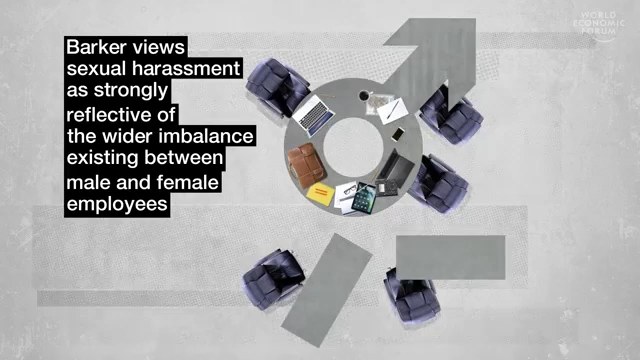 Barker views
sexual harassment
as strongly
reflective of
the wider imbalance
existing between
male and female
employees
WORLD
ECONOMIC
FORUM